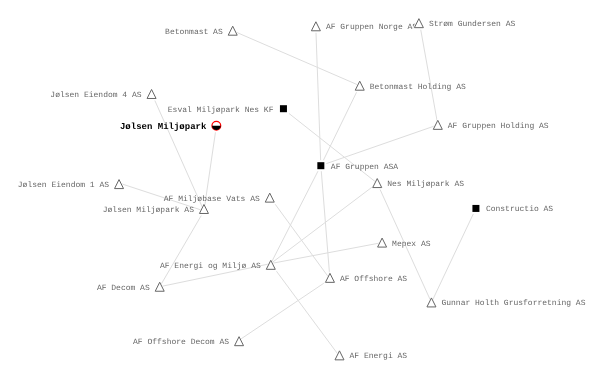 Strøm Gundersen AS
AF Gruppen Norge AS
Betonmast AS
Betonmast Holding AS
Jølsen Eiendom 4 AS
Esval Miljøpark Nes KF
Jølsen Miljøpark
AF Gruppen Holding AS
AF Gruppen ASA
Jølsen Eiendom 1 AS
Nes Miljøpark AS
AF Miljøbase Vats AS
Jølsen Miljøpark AS
Constructio AS
Mepex AS
AF Energi og Miljø AS
AF Offshore AS
AF Decom AS
Gunnar Holth Grusforretning AS
AF Offshore Decom AS
AF Energi AS